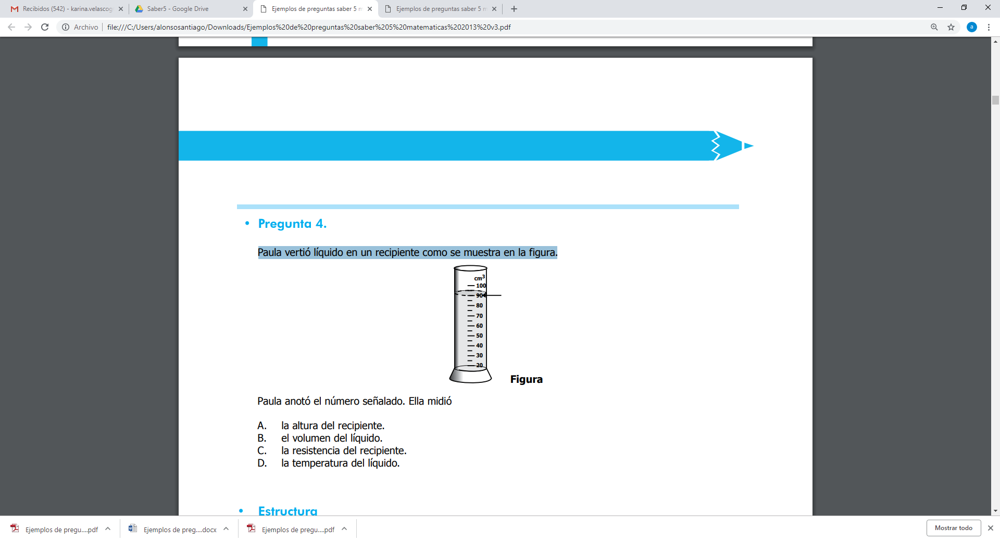 Recibidos (542) - karina.velascog
Saber5 - Google Drive
Ejemplos de preguntas saber 5 m
Ejemplos de preguntas saber 5 m
Archivo
file:///C:/Users/alonsosantiago/Downloads/Ejemplos%20de%20preguntas%20saber%205%20matematicas%202013%20v3.pdf
a
• Pregunta 4.
Paula vertió líquido en un recipiente como se muestra en la figura.
cm³
100
90
80
70
60
50
40
30
20
Figura
Paula anotó el número señalado. Ella midió
A. la altura del recipiente.
B. el volumen del líquido.
C. la resistencia del recipiente.
D. la temperatura del líquido.
• Estructura
Ejemplos de pregu....pdf
Ejemplos de preg....docx
Ejemplos de pregu....pdf
Mostrar todo